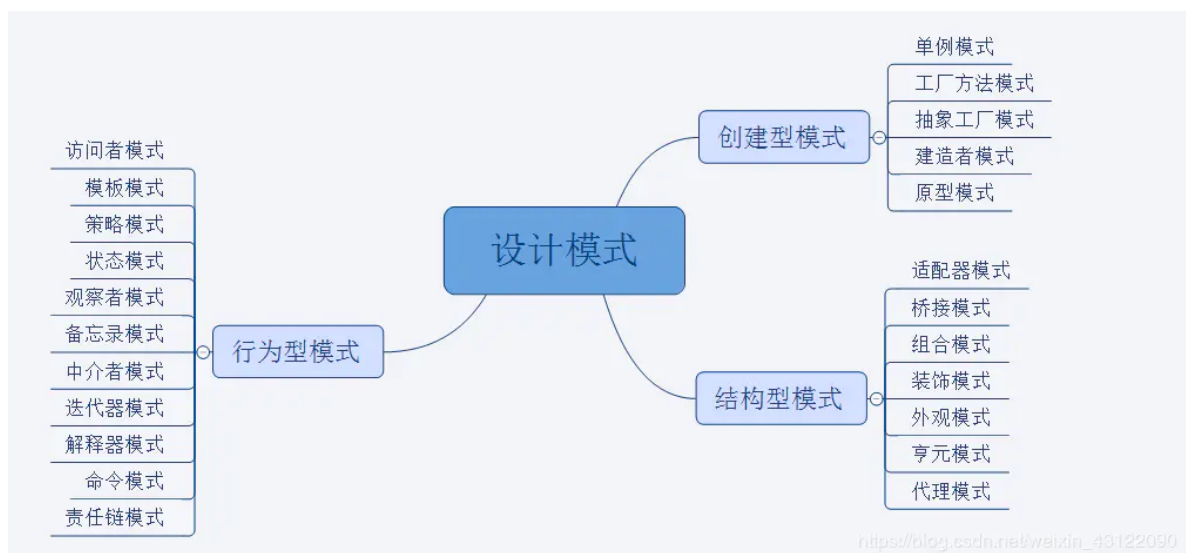 设计模式
创建型模式
单例模式
工厂方法模式
抽象工厂模式
建造者模式
原型模式
结构型模式
适配器模式
桥接模式
组合模式
装饰模式
外观模式
亨元模式
代理模式
行为型模式
访问者模式
模板模式
策略模式
状态模式
观察者模式
备忘录模式
中介者模式
迭代器模式
解释器模式
命令模式
责任链模式
https://blog.csdn.net/weixin_43122090